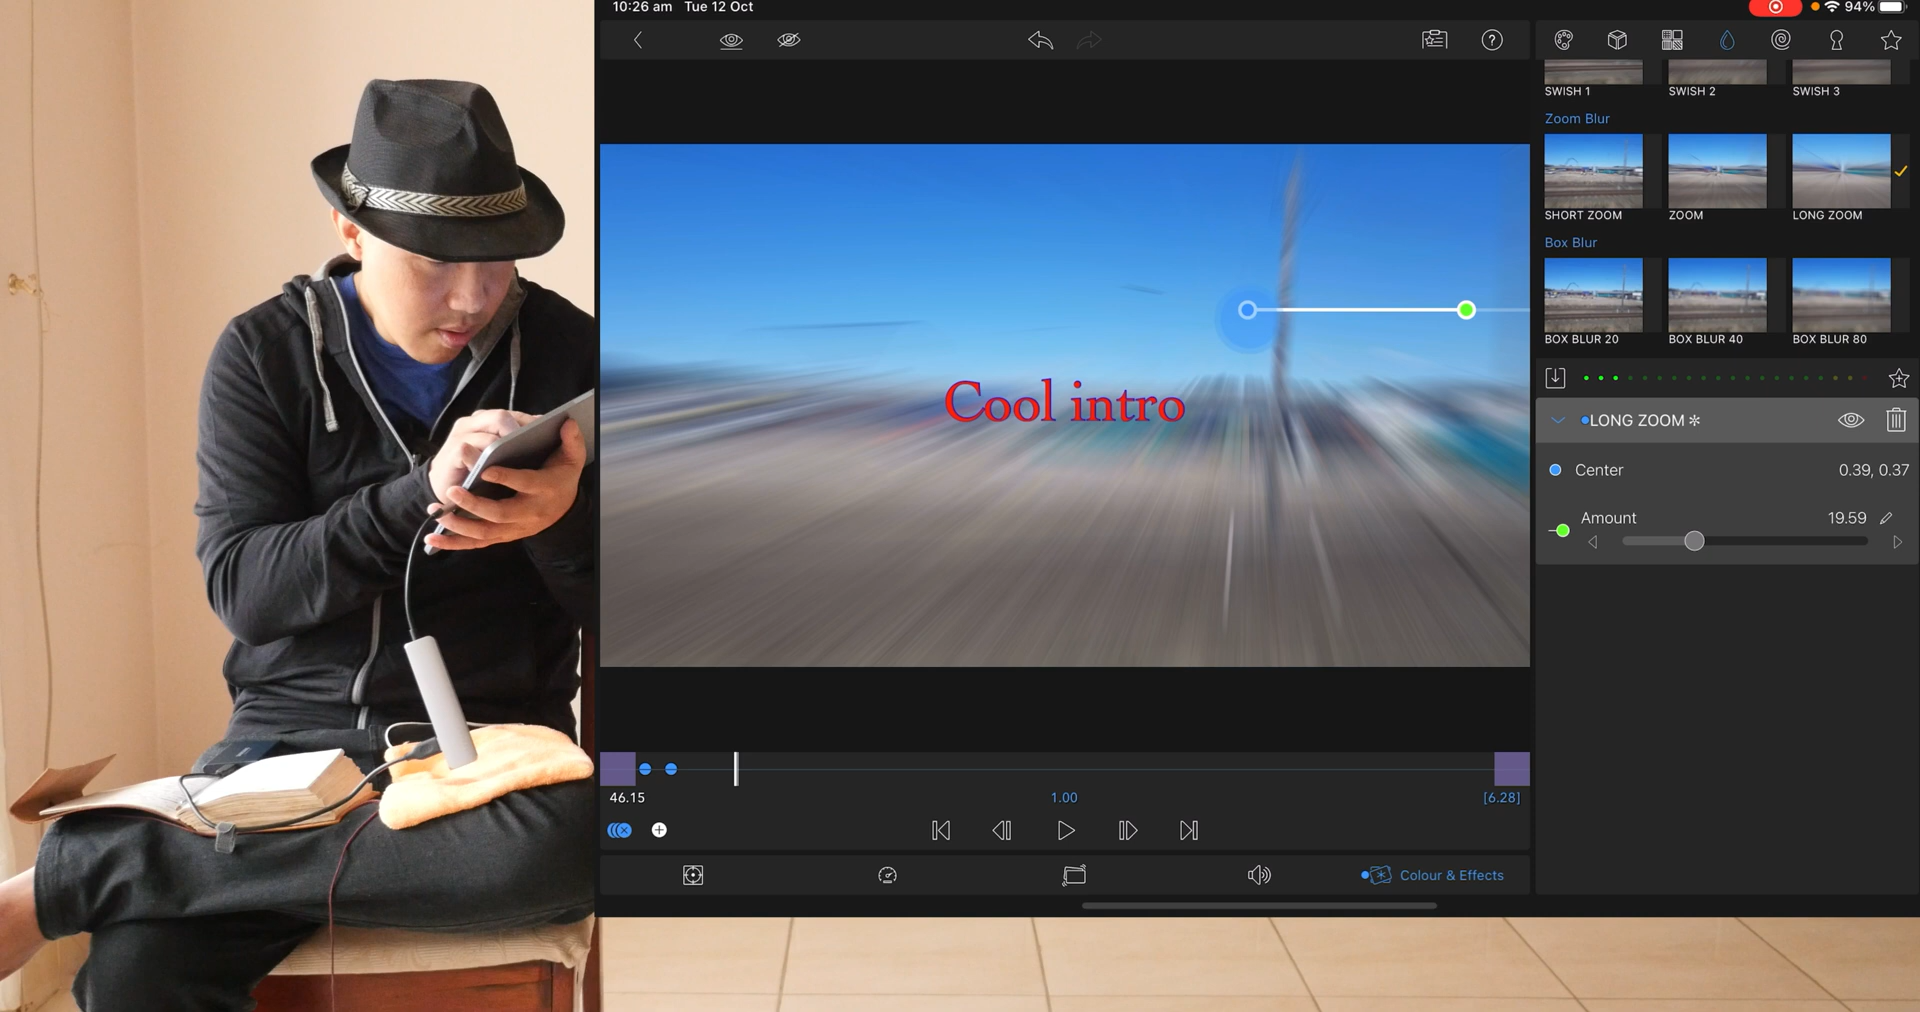 10:26 am Tue 12 Oct
94%
SWISH 1 SWISH 2 SWISH 3
Zoom Blur
SHORT ZOOM ZOOM LONG ZOOM
Box Blur
BOX BLUR 20 BOX BLUR 40 BOX BLUR 80
Cool intro
LONG ZOOM ✻
Center 0.39, 0.37
Amount 19.59
46.15 1.00 [6.28]
Colour & Effects